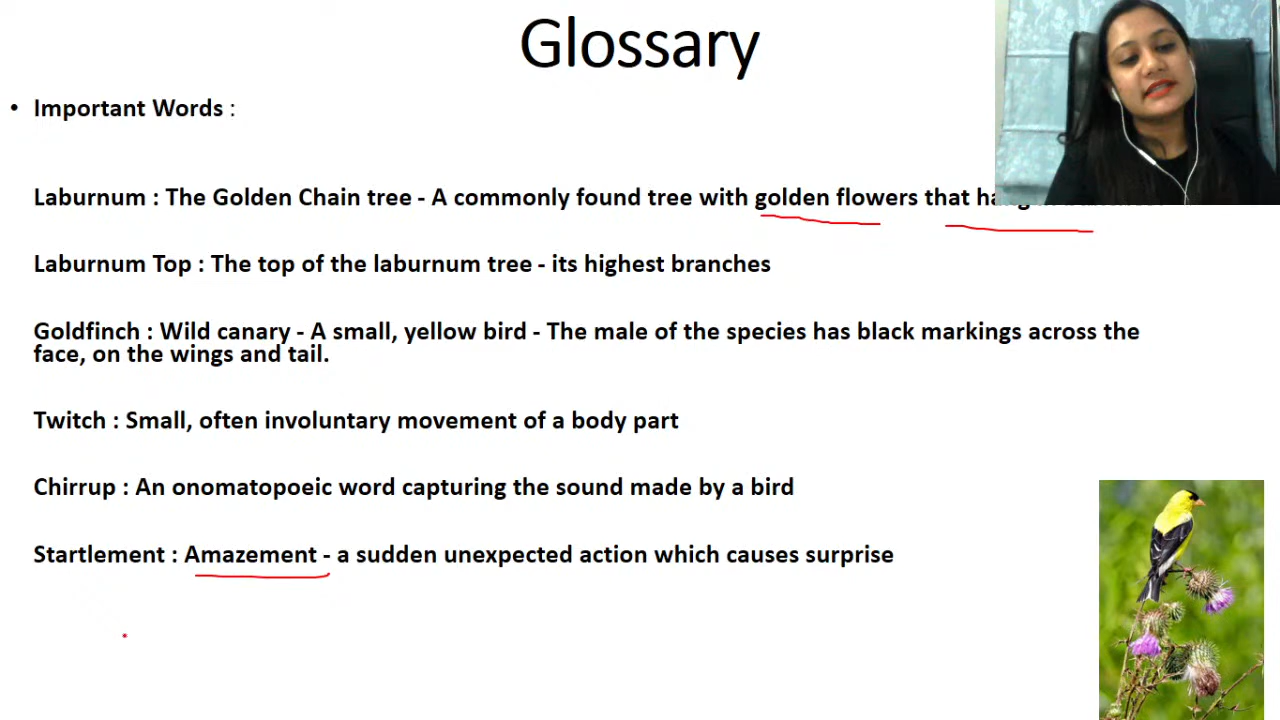 Glossary
• Important Words :
Laburnum : The Golden Chain tree - A commonly found tree with golden flowers that
Laburnum Top : The top of the laburnum tree - its highest branches
Goldfinch : Wild canary - A small, yellow bird - The male of the species has black markings across the
face, on the wings and tail.
Twitch : Small, often involuntary movement of a body part
Chirrup : An onomatopoeic word capturing the sound made by a bird
Startlement : Amazement - a sudden unexpected action which causes surprise